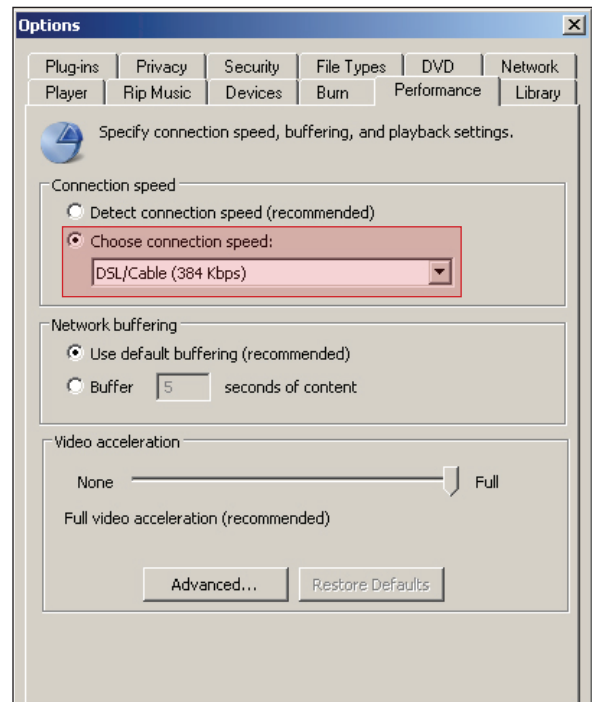 Options
Plug-ins Privacy Security File Types DVD Network
Player Rip Music Devices Burn Performance Library
Specify connection speed, buffering, and playback settings.
Connection speed
Detect connection speed (recommended)
Choose connection speed:
DSL/Cable (384 Kbps)
Network buffering
Use default buffering (recommended)
Buffer 5 seconds of content
Video acceleration
None Full
Full video acceleration (recommended)
Advanced... Restore Defaults